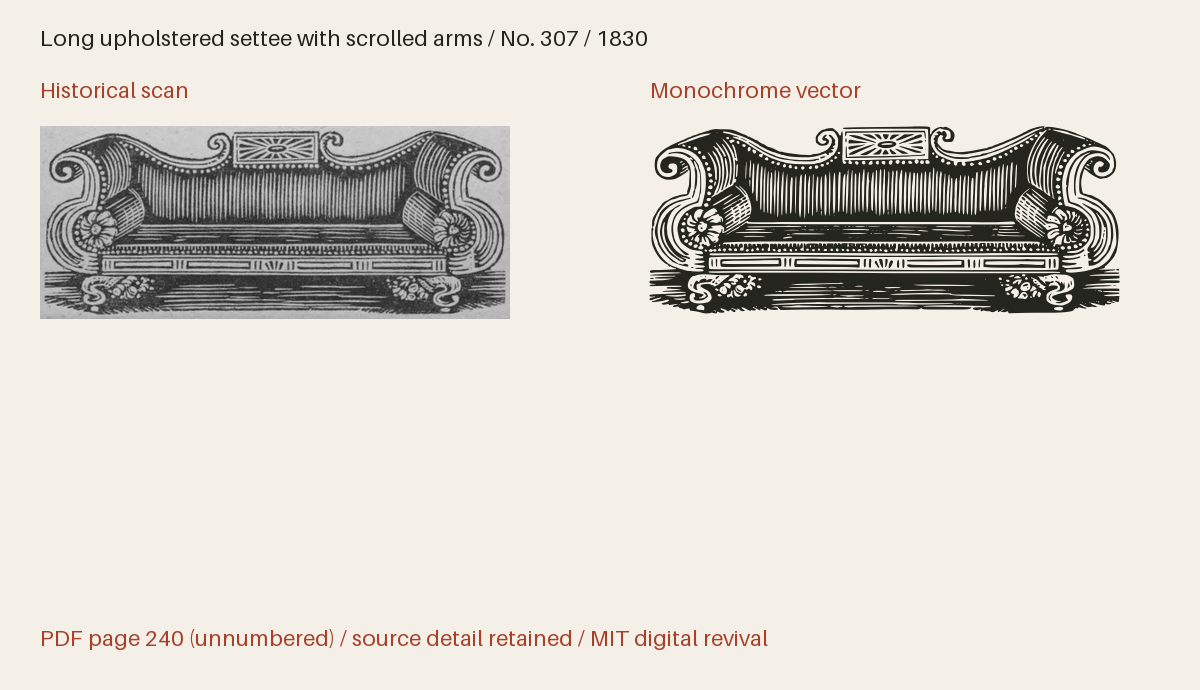 Long upholstered settee with scrolled arms / No. 307 / 1830
Historical scan
Monochrome vector
PDF page 240 (unnumbered) / source detail retained / MIT digital revival